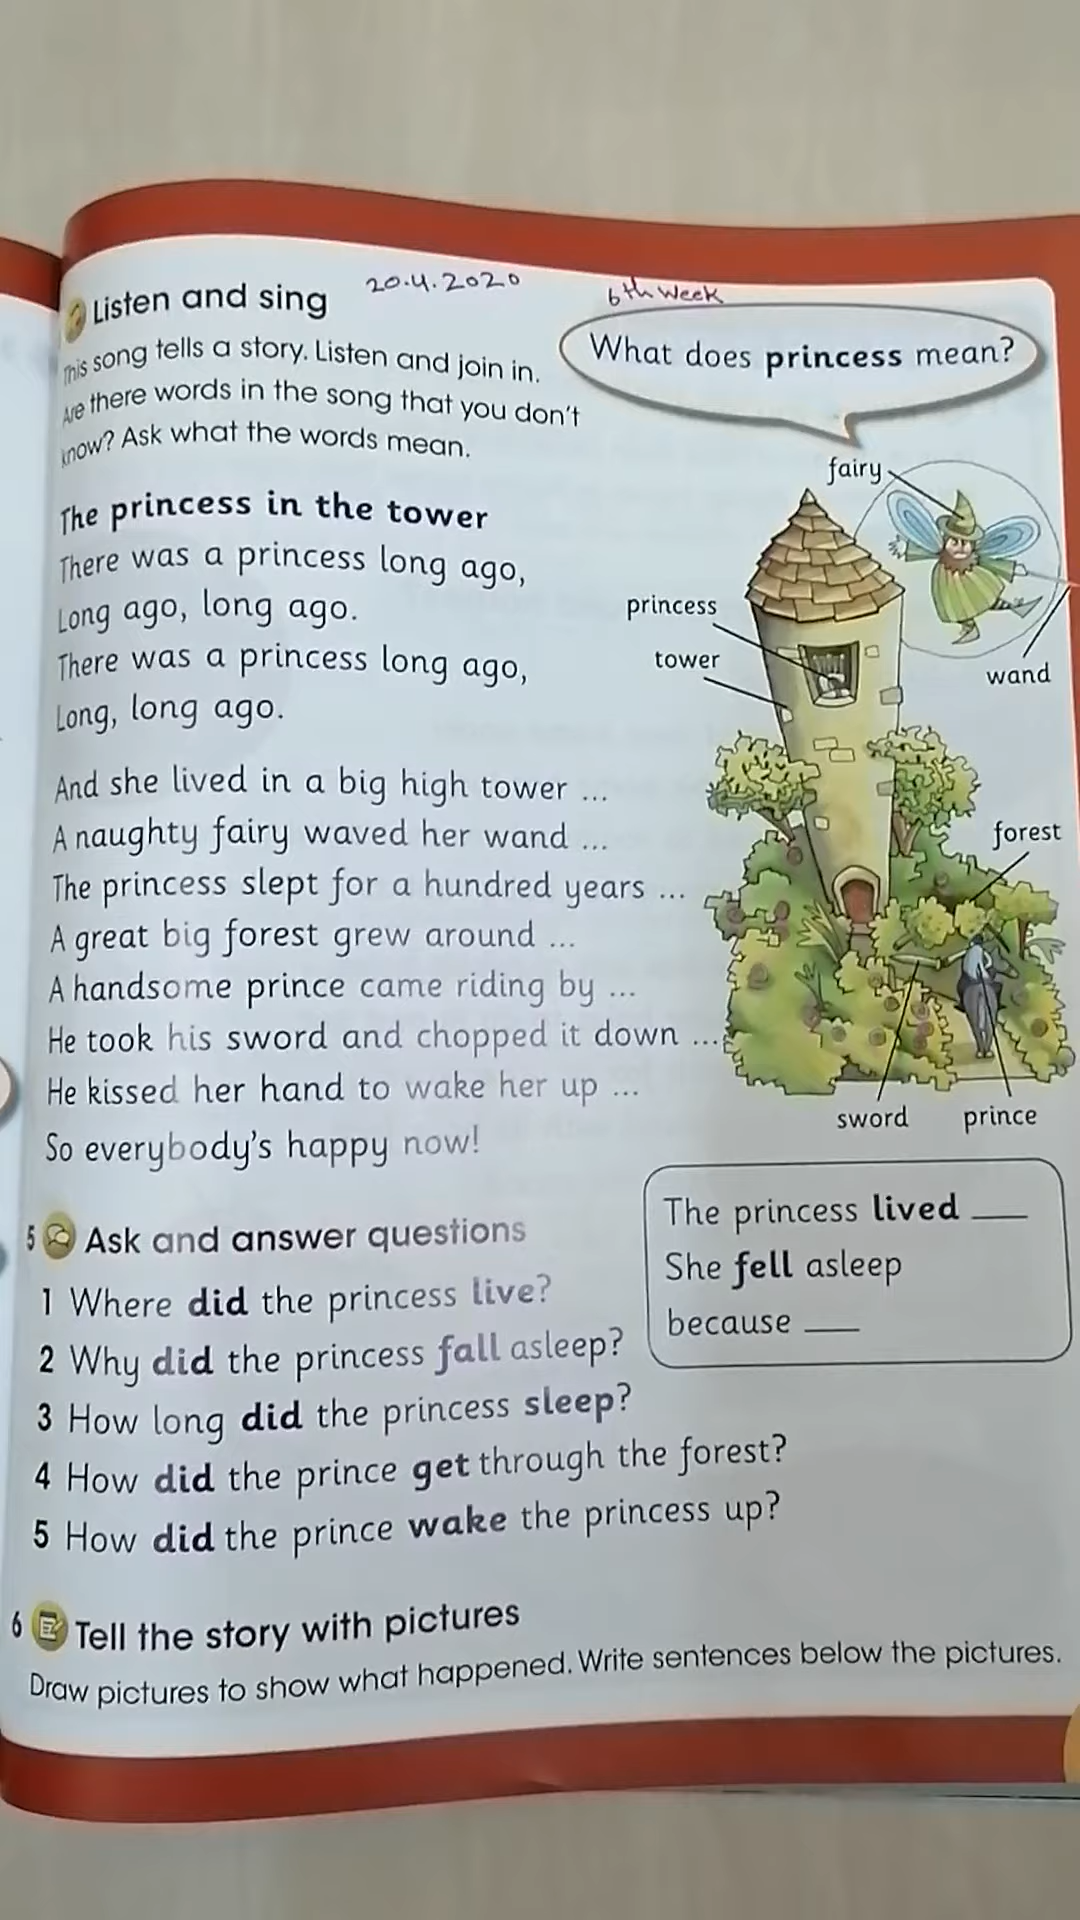 Listen and sing
20.4.2020
6th Week
This song tells a story. Listen and join in.
Are there words in the song that you don't
know? Ask what the words mean.
What does princess mean?
fairy
princess
tower
wand
forest
sword
prince
The princess in the tower
There was a princess long ago,
Long ago, long ago.
There was a princess long ago,
Long, long ago.
And she lived in a big high tower ...
A naughty fairy waved her wand ...
The princess slept for a hundred years ...
A great big forest grew around ...
A handsome prince came riding by ...
He took his sword and chopped it down ...
He kissed her hand to wake her up ...
So everybody's happy now!
5 Ask and answer questions
1 Where did the princess live?
2 Why did the princess fall asleep?
3 How long did the princess sleep?
4 How did the prince get through the forest?
5 How did the prince wake the princess up?
The princess lived ___
She fell asleep
because ___
6 Tell the story with pictures
Draw pictures to show what happened. Write sentences below the pictures.